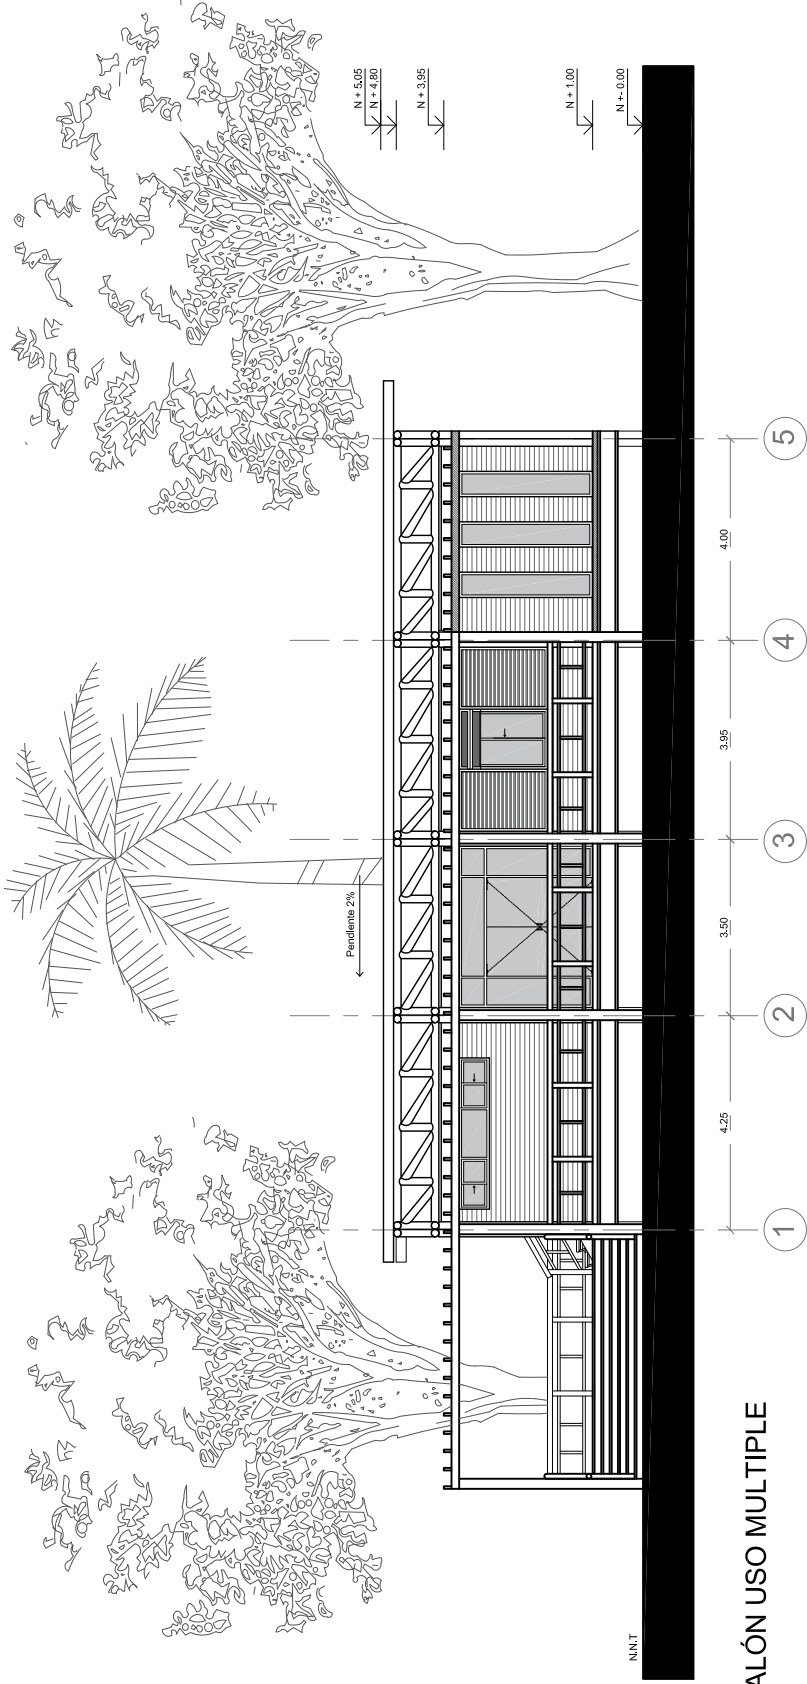 N + 5.05
N + 4.80
N + 3.95
N + 1.00
N +- 0.00
Pendiente 2%
N.N.T
4.25
3.50
3.95
4.00
1
2
3
4
5
ALÓN USO MULTIPLE